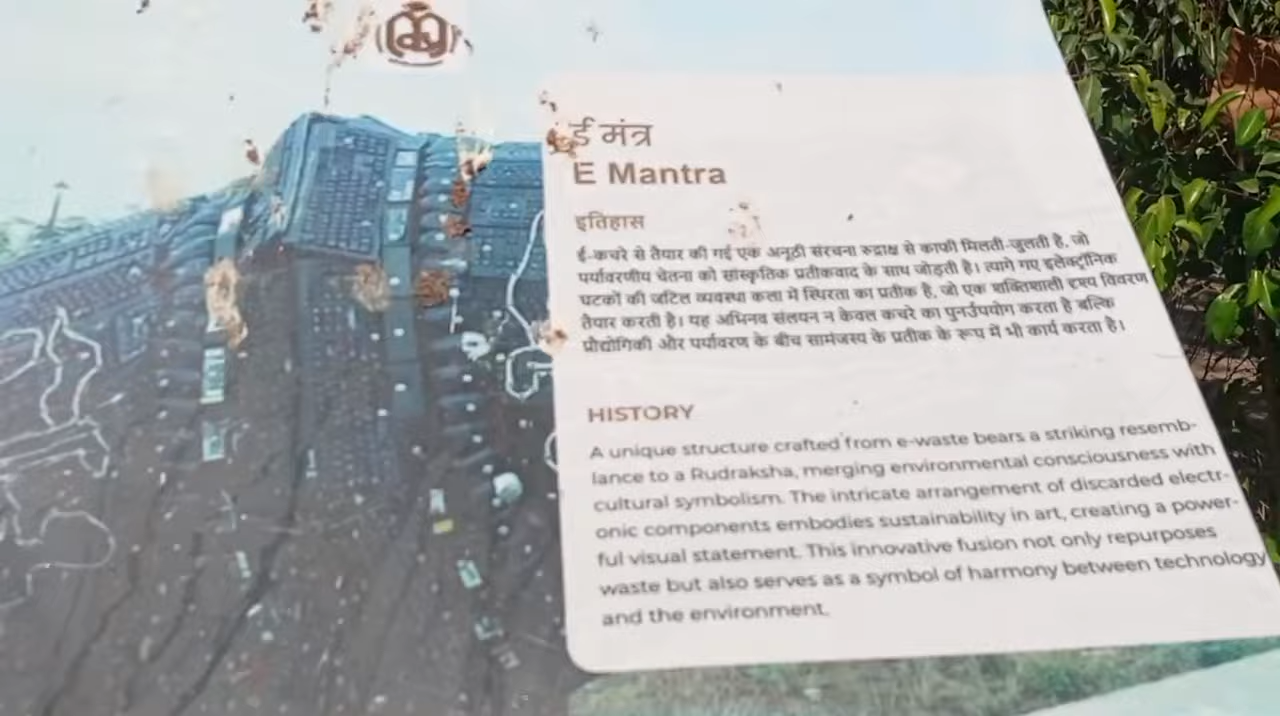 ई मंत्र
E Mantra
इतिहास
ई-कचरे से तैयार की गई एक अनूठी संरचना रुद्राक्ष से काफी मिलती-जुलती है, जो
पर्यावरणीय चेतना को सांस्कृतिक प्रतीकवाद के साथ जोड़ती है। त्यागे गए इलेक्ट्रॉनिक
घटकों की जटिल व्यवस्था कला में स्थिरता का प्रतीक है, जो एक शक्तिशाली दृश्य विवरण
तैयार करती है। यह अभिनव संलयन न केवल कचरे का पुनर्उपयोग करता है बल्कि
प्रौद्योगिकी और पर्यावरण के बीच सामंजस्य के प्रतीक के रूप में भी कार्य करता है।
HISTORY
A unique structure crafted from e-waste bears a striking resemb-
lance to a Rudraksha, merging environmental consciousness with
cultural symbolism. The intricate arrangement of discarded electr-
onic components embodies sustainability in art, creating a power-
ful visual statement. This innovative fusion not only repurposes
waste but also serves as a symbol of harmony between technology
and the environment.